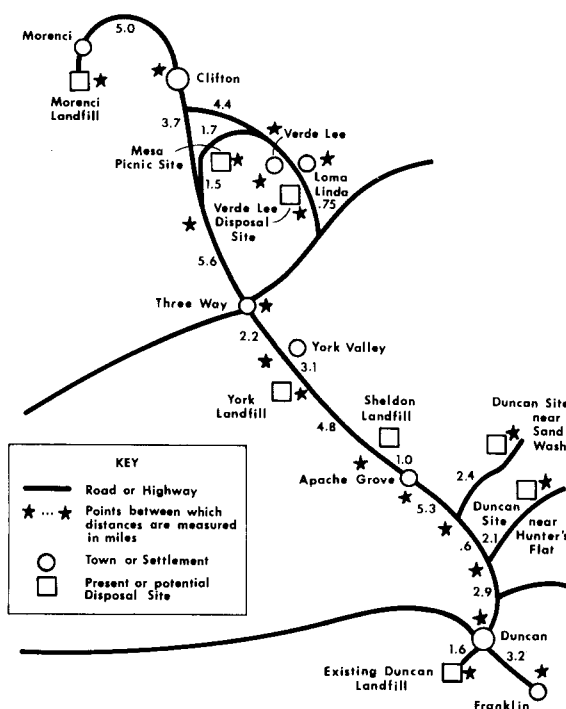 5.0
Morenci
Clifton
Morenci
Landfill
3.7
4.4
1.7
Verde Lee
Mesa
Picnic Site
Loma
Linda
1.5
.75
Verde Lee
Disposal
Site
5.6
Three Way
2.2
York Valley
3.1
York
Landfill
Sheldon
Landfill
4.8
Duncan Site
near
Sand
Wash
1.0
Apache Grove
2.4
5.3
Duncan
Site
near
Hunter's
Flat
.6
2.1
2.9
KEY
Road or Highway
Points between which
distances are measured
in miles
Town or Settlement
Present or potential
Disposal Site
Duncan
1.6
3.2
Existing Duncan
Landfill
Franklin